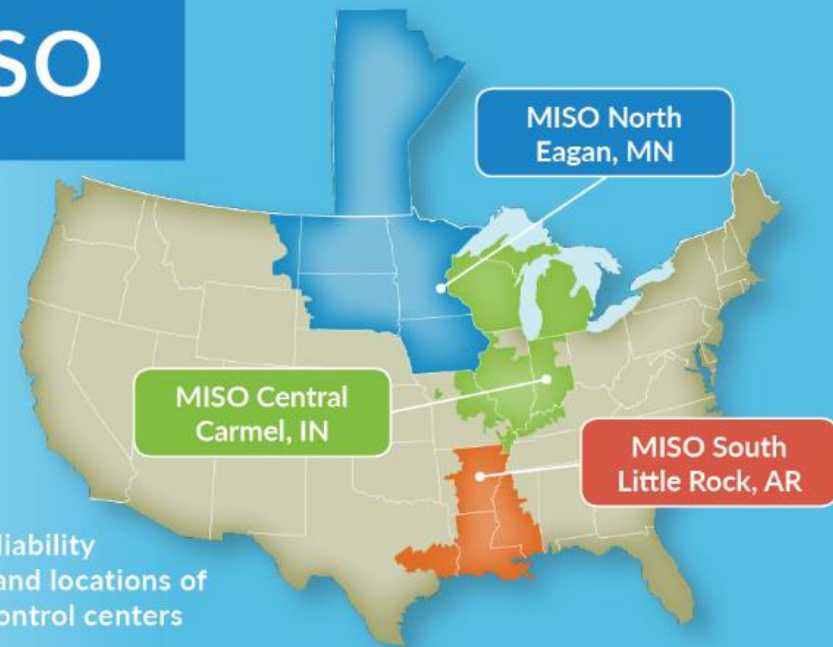 SO
MISO North
Eagan, MN
MISO Central
Carmel, IN
MISO South
Little Rock, AR
liability
and locations of
ontrol centers